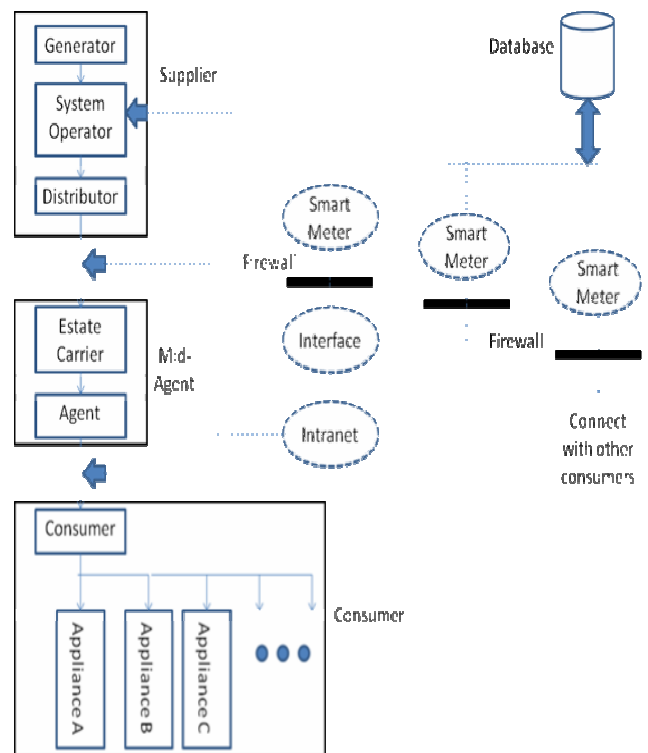 Generator
System
Operator
Distributor
Supplier
Database
Smart
Meter
Firewall
Smart
Meter
Smart
Meter
Firewall
Estate
Carrier
Agent
Mid-
Agent
Interface
Intranet
Connect
with other
consumers
Consumer
Appliance A
Appliance B
Appliance C
Consumer